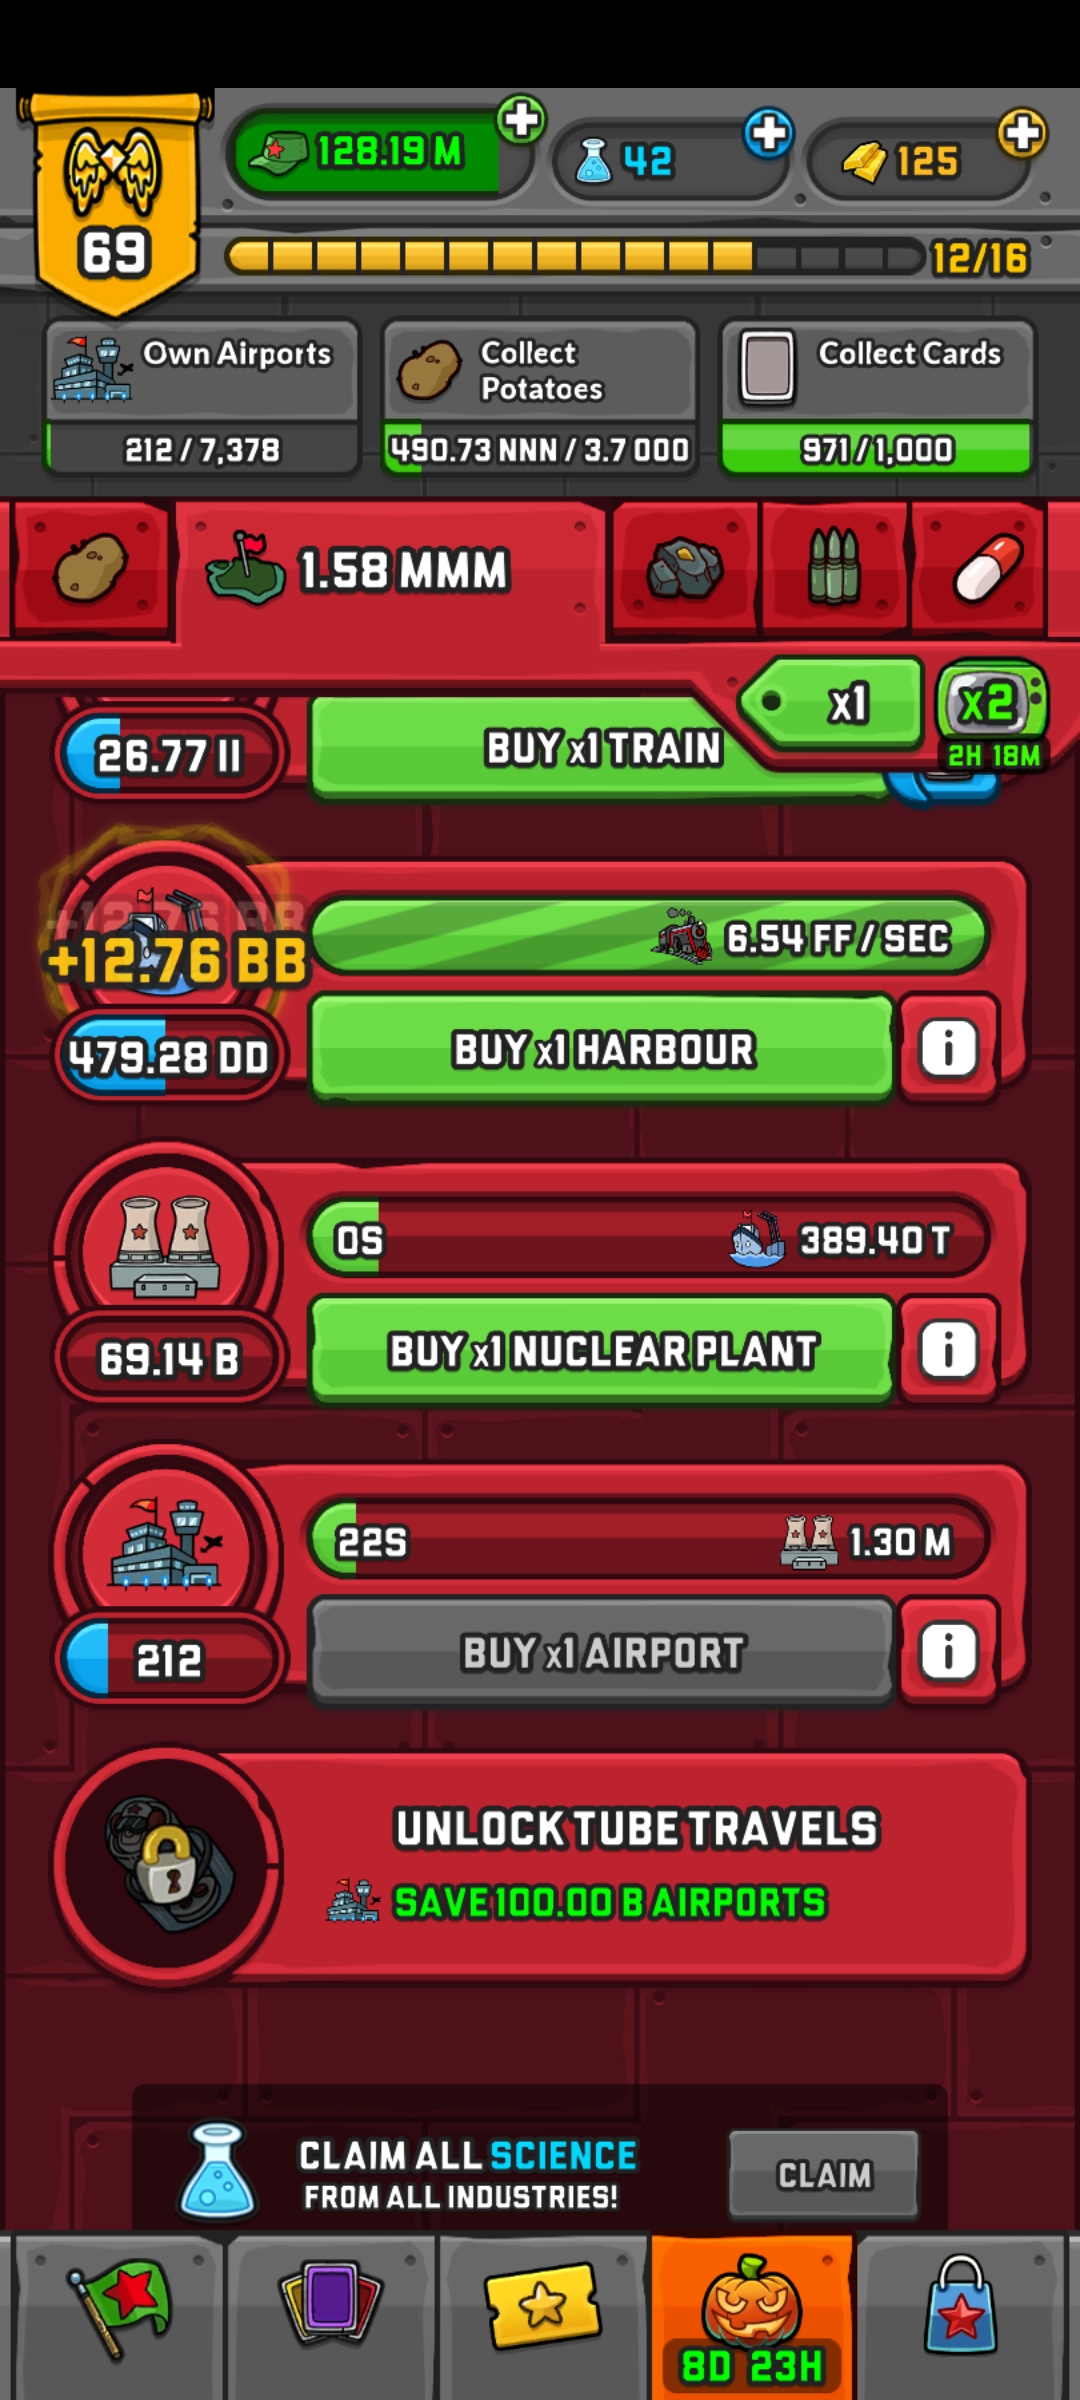 69
128.19 M
42
125
12/16
Own Airports
212 / 7,378
Collect
Potatoes
490.73 NNN / 3.7 OOO
Collect Cards
971 / 1,000
1.58 MMM
x1
x2
2H 18M
26.77 II
BUY x1 TRAIN
+12.76 BB
+12.76 BB
6.54 FF / SEC
479.28 DD
BUY x1 HARBOUR
i
0S
389.40 T
69.14 B
BUY x1 NUCLEAR PLANT
i
22S
1.30 M
212
BUY x1 AIRPORT
i
UNLOCK TUBE TRAVELS
SAVE 100.00 B AIRPORTS
CLAIM ALL SCIENCE
FROM ALL INDUSTRIES!
CLAIM
8D 23H